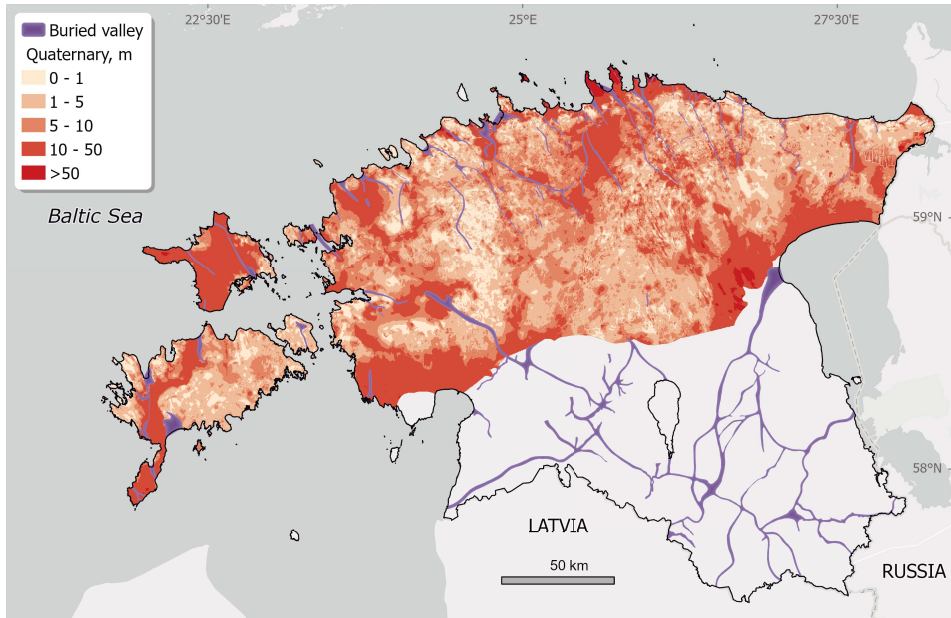 22°30'E
25°E
27°30'E
Buried valley
Quaternary, m
0 - 1
1 - 5
5 - 10
10 - 50
>50
Baltic Sea
59°N
58°N
LATVIA
50 km
RUSSIA